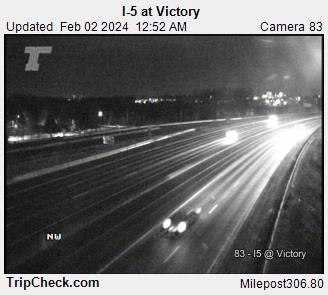 I-5 at Victory
Updated Feb 02 2024 12:52 AM Camera 83
T
NW
83 - I5 @ Victory
TripCheck.com Milepost306.80